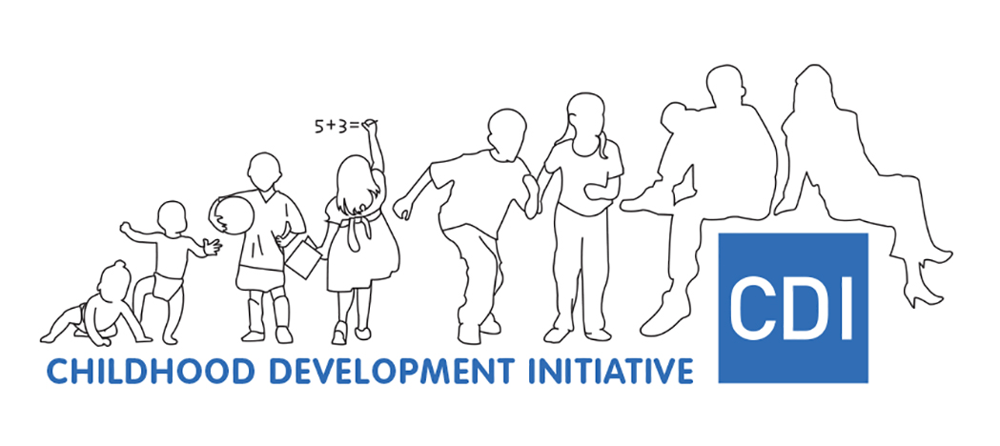 5+3=
CDI
CHILDHOOD DEVELOPMENT INITIATIVE